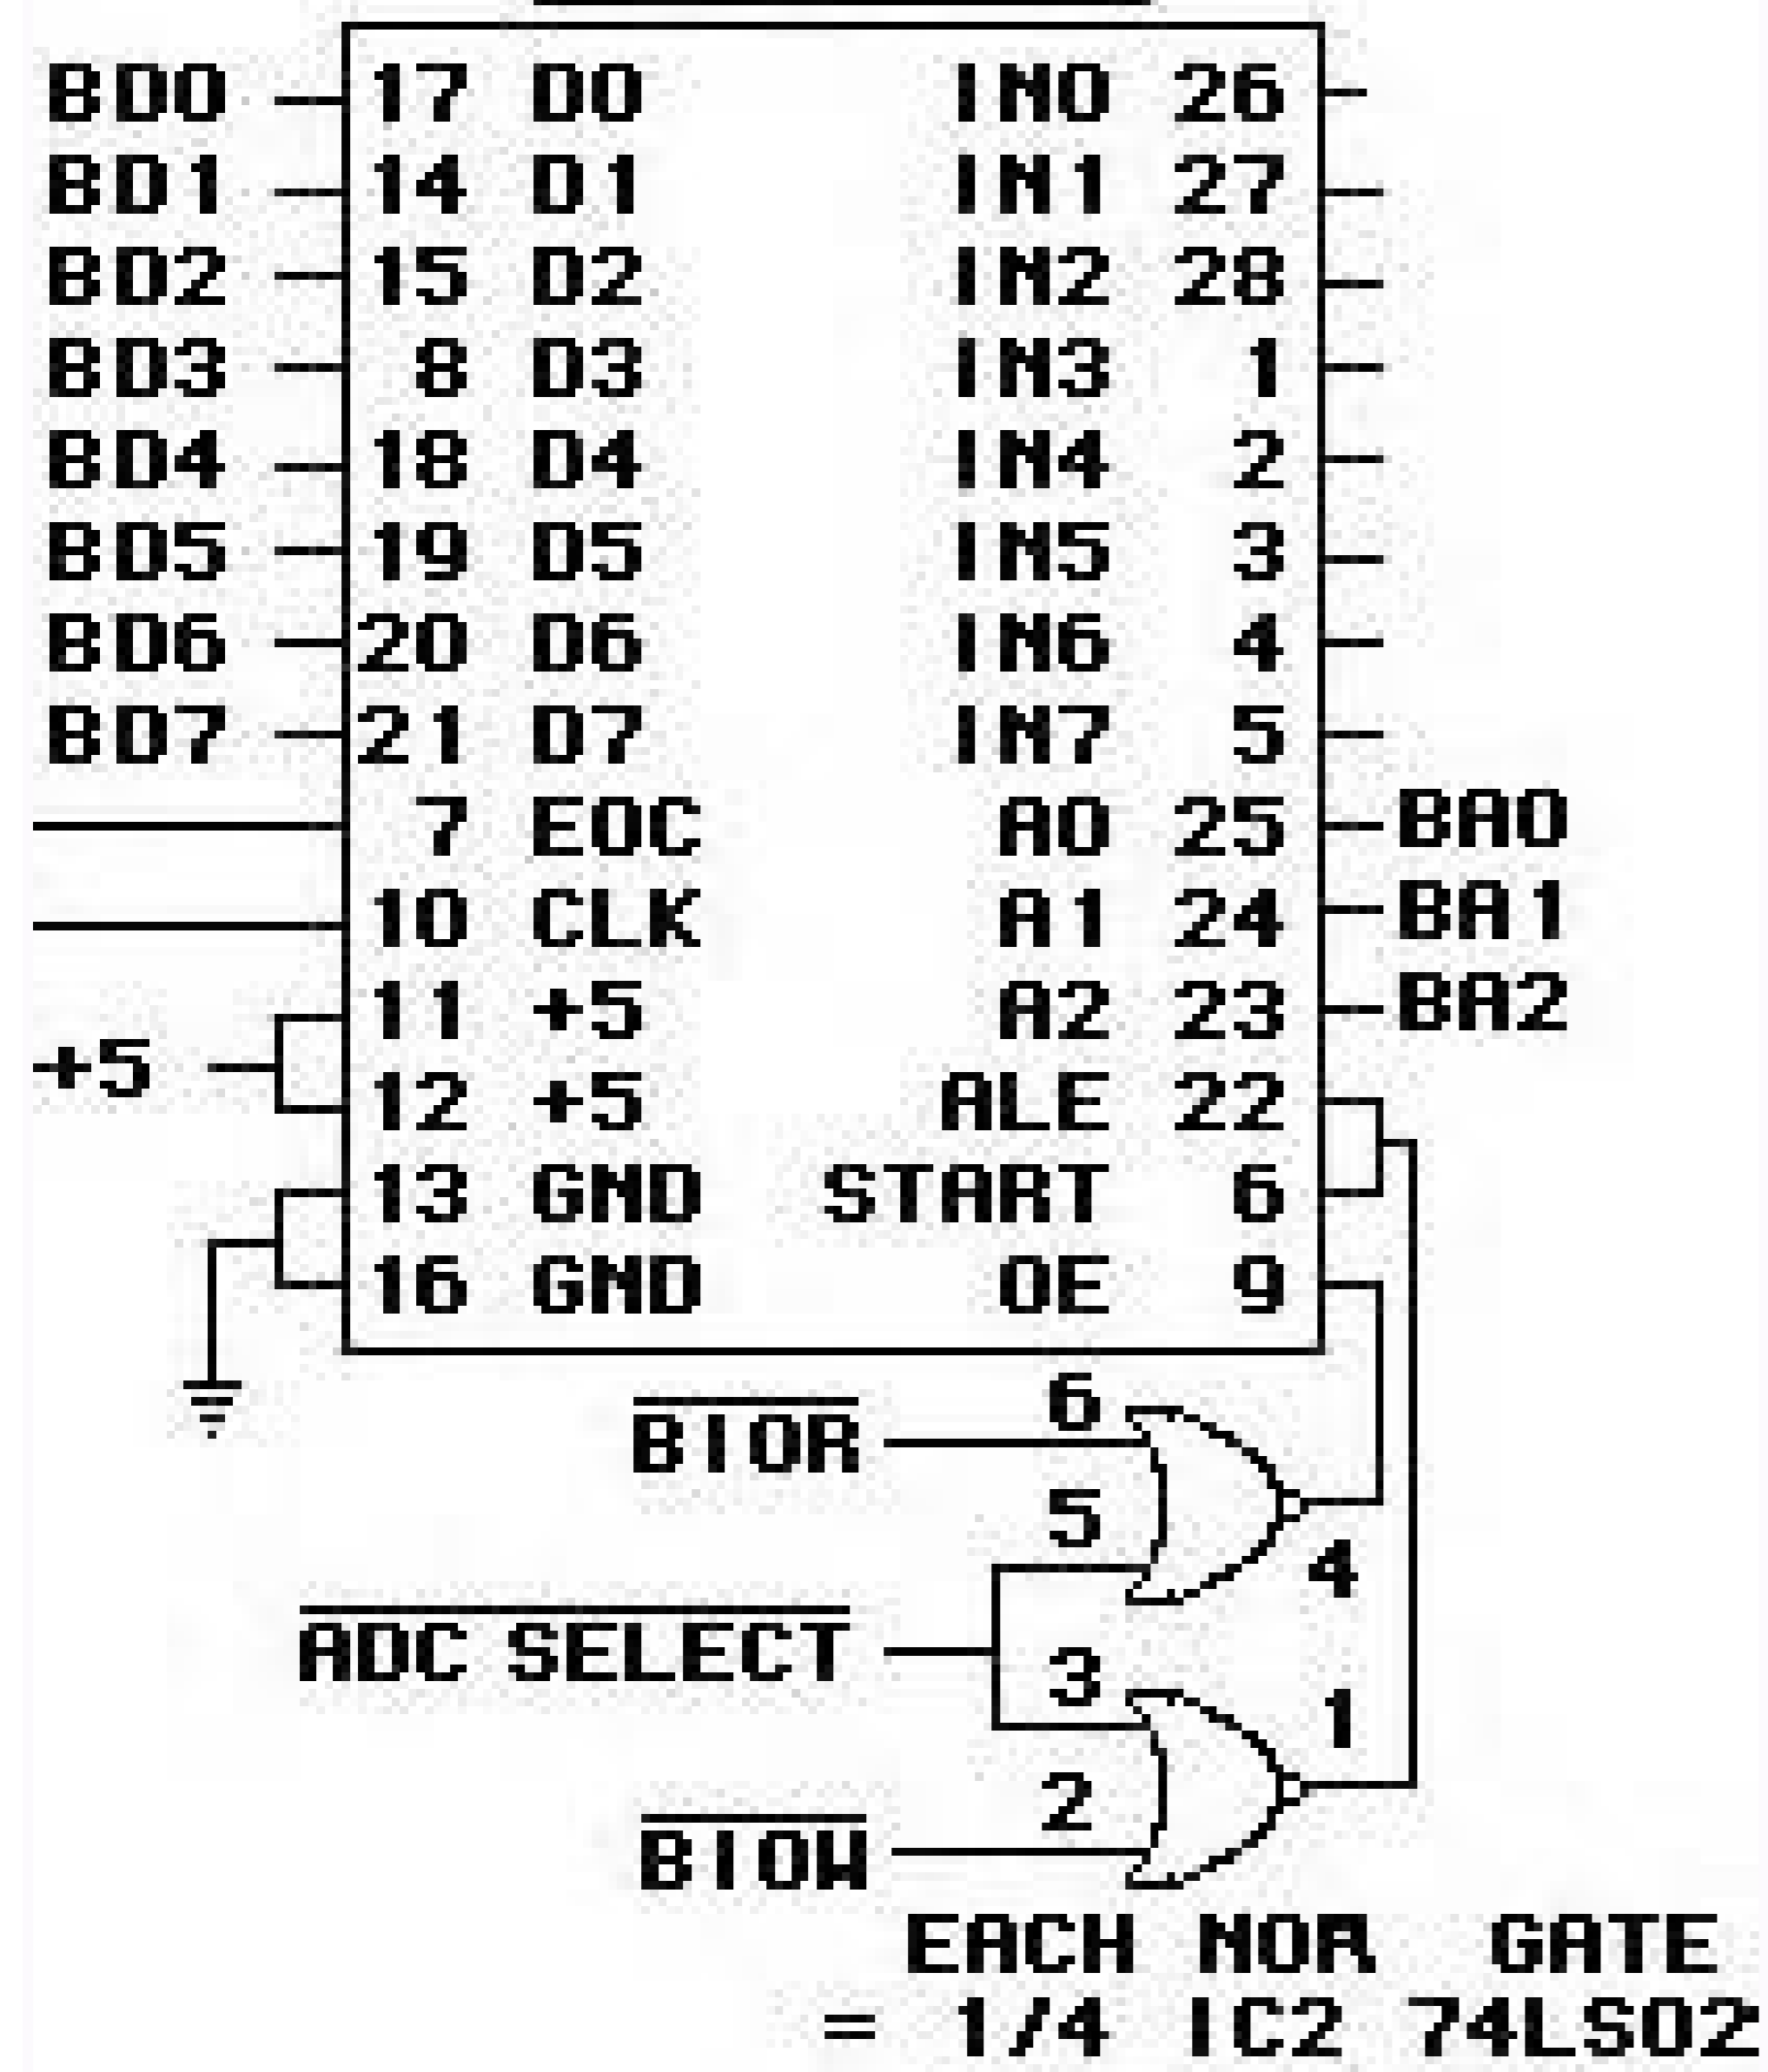 BD0 17 D0 IN0 26
BD1 14 D1 IN1 27
BD2 15 D2 IN2 28
BD3 8 D3 IN3 1
BD4 18 D4 IN4 2
BD5 19 D5 IN5 3
BD6 20 D6 IN6 4
BD7 21 D7 IN7 5
7 EOC A0 25 BA0
10 CLK A1 24 BA1
11 +5 A2 23 BA2
+5
12 +5 ALE 22
13 GND START 6
16 GND OE 9
6
BIOR
5
4
ADC SELECT
3
1
2
BIOW
EACH NOR GATE
= 1/4 IC2 74LS02